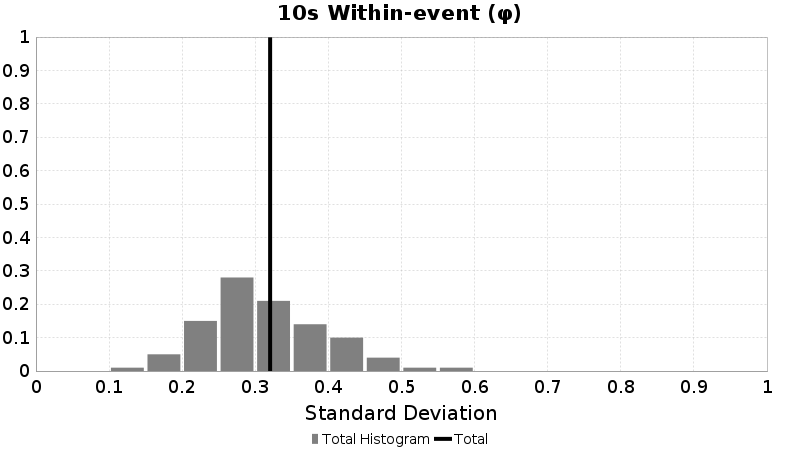 10s Within-event (φ)
1
0.9
0.8
0.7
0.6
0.5
0.4
0.3
0.2
0.1
0
0 0.1 0.2 0.3 0.4 0.5 0.6 0.7 0.8 0.9 1
Standard Deviation
Total Histogram Total